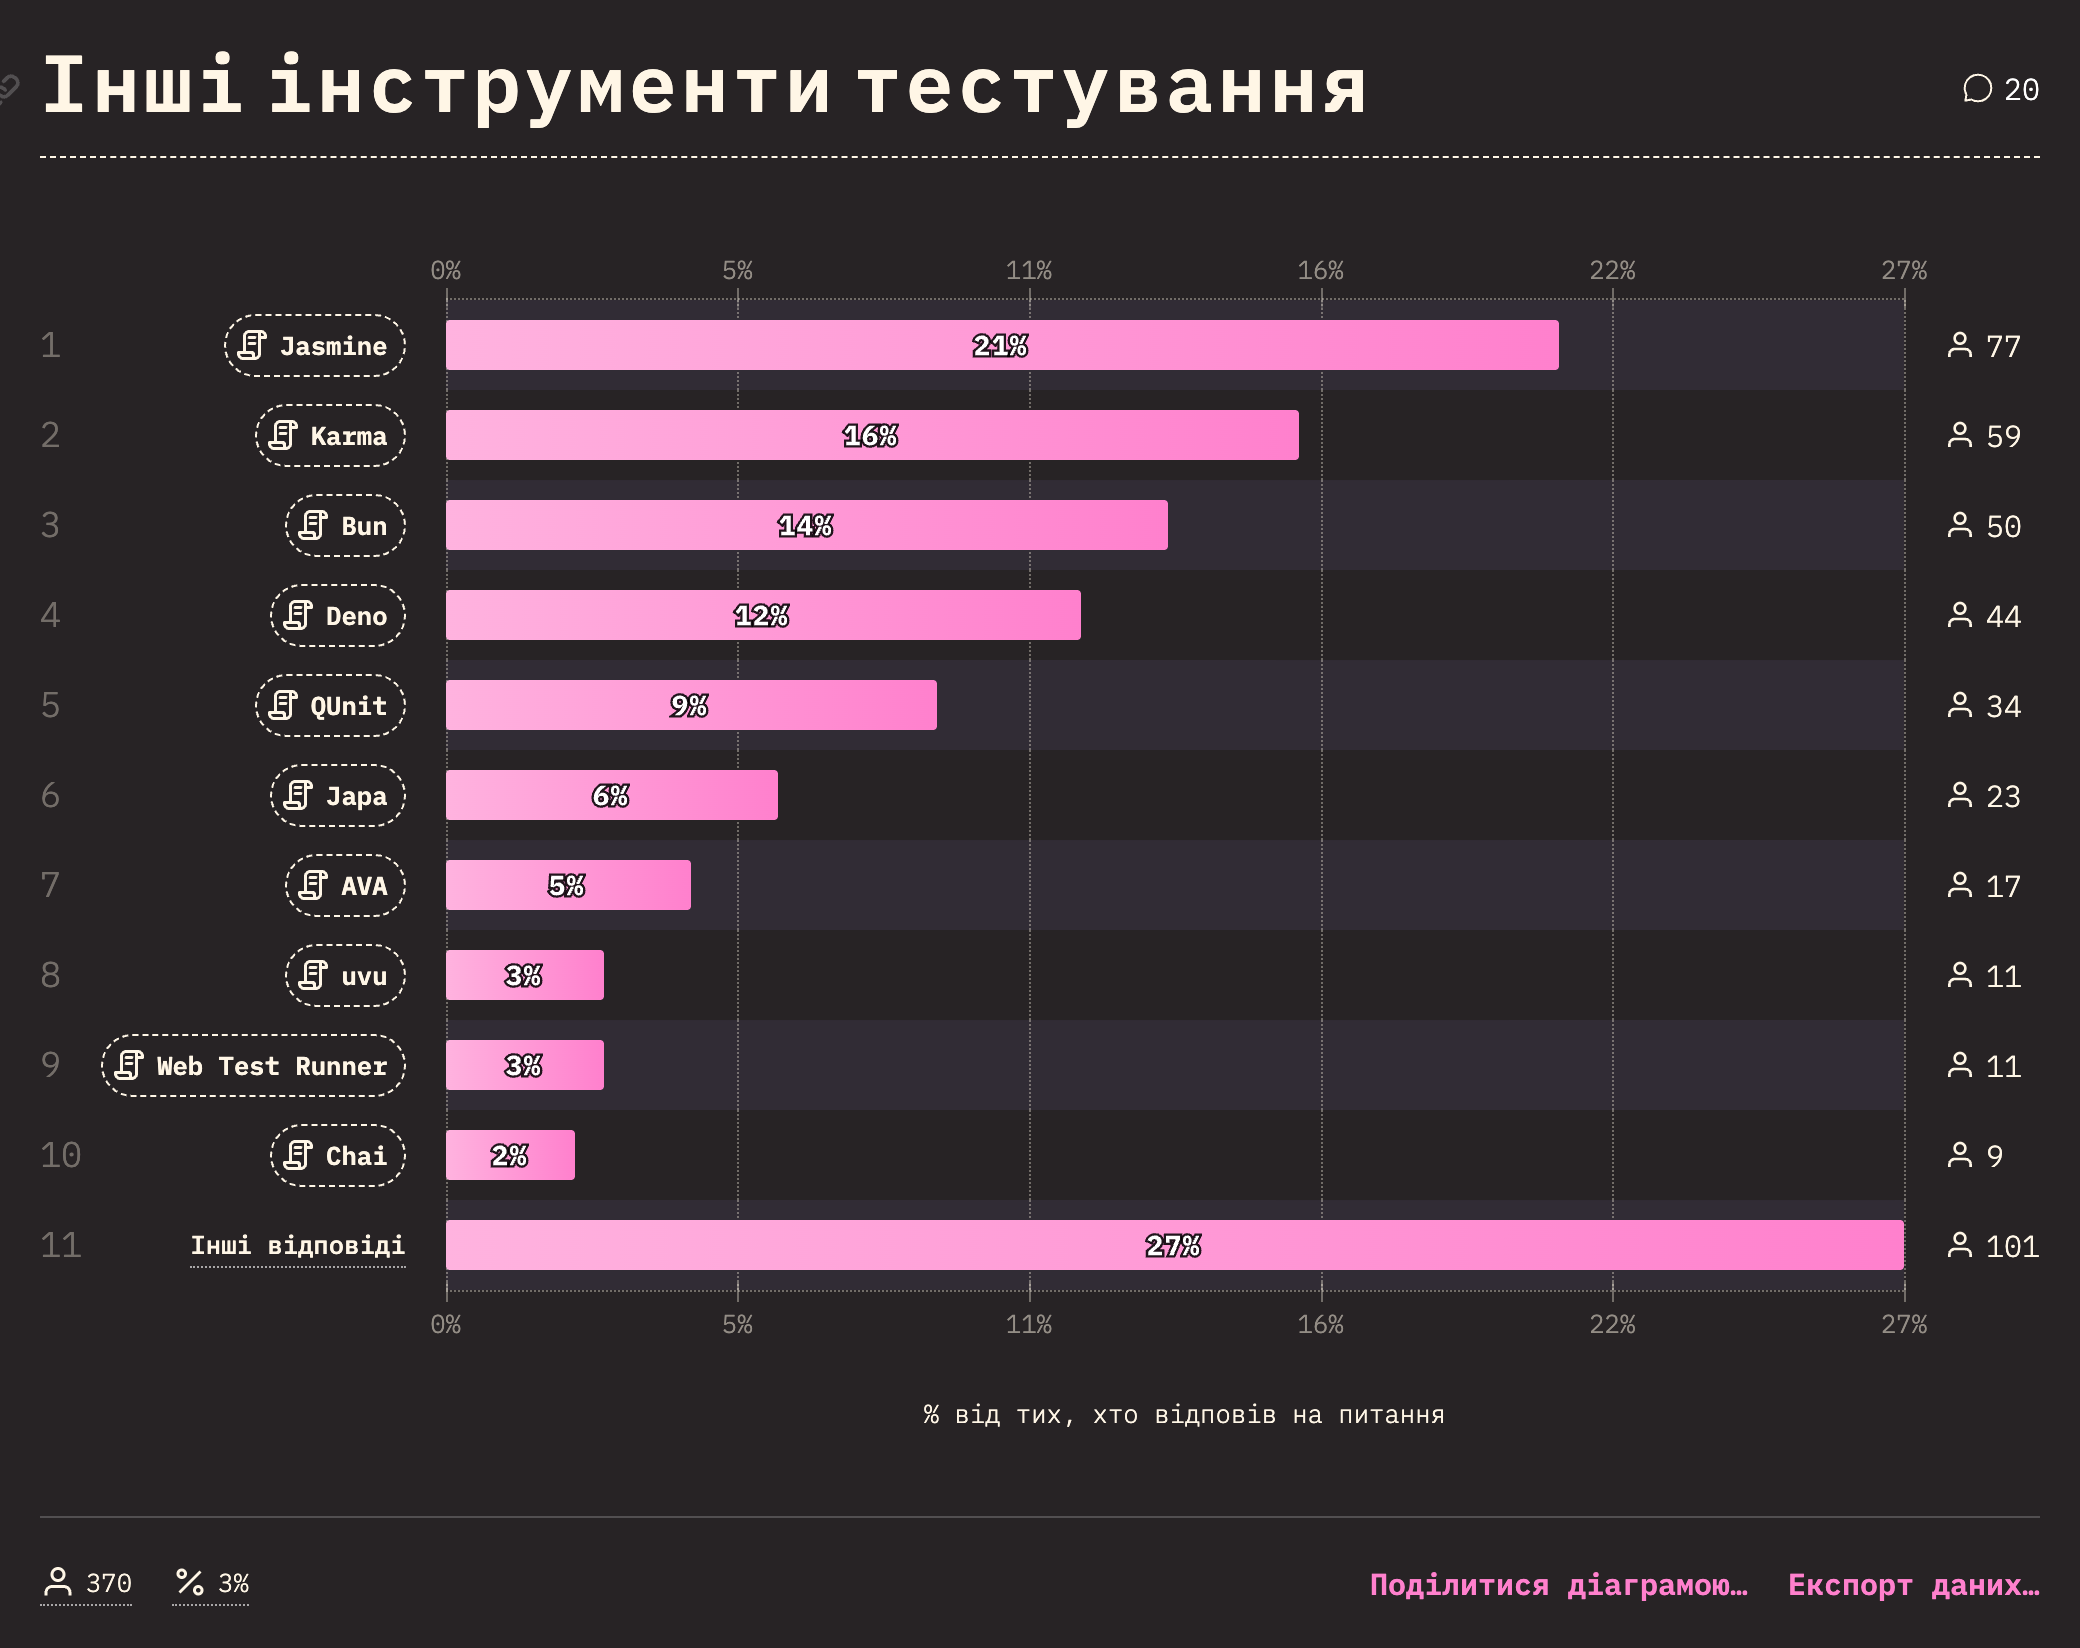 Інші інструменти тестування
20
0% 5% 11% 16% 22% 27%
1 Jasmine 21% 77
2 Karma 16% 59
3 Bun 14% 50
4 Deno 12% 44
5 QUnit 9% 34
6 Japa 6% 23
7 AVA 5% 17
8 uvu 3% 11
9 Web Test Runner 3% 11
10 Chai 2% 9
11 Інші відповіді 27% 101
0% 5% 11% 16% 22% 27%
% від тих, хто відповів на питання
370 3% Поділитися діаграмою… Експорт даних…